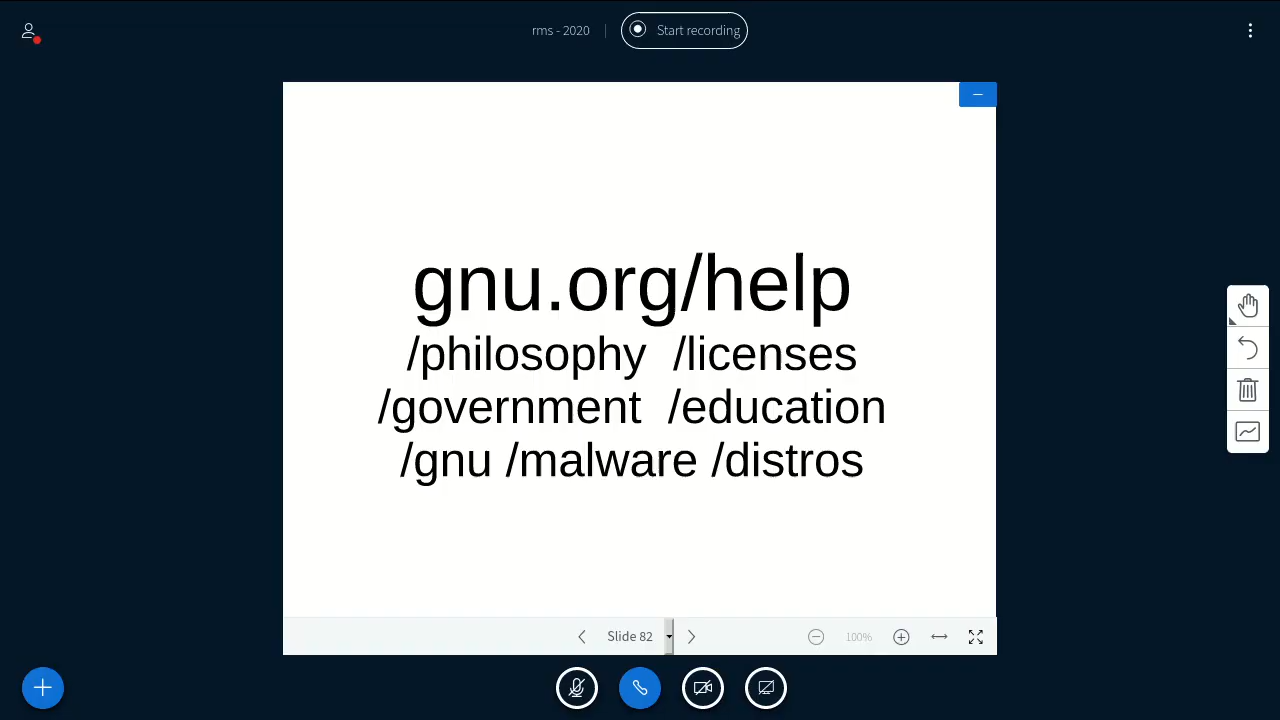 rms - 2020
Start recording
gnu.org/help
/philosophy /licenses
/government /education
/gnu /malware /distros
Slide 82
100%